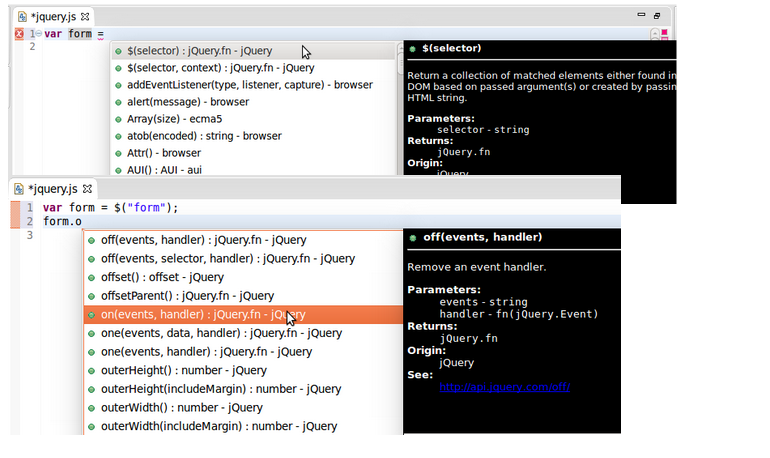 *jquery.js
1 var form =
2
$(selector) : jQuery.fn - jQuery
$(selector, context) : jQuery.fn - jQuery
addEventListener(type, listener, capture) - browser
alert(message) - browser
Array(size) - ecma5
atob(encoded) : string - browser
Attr() - browser
AUI() : AUI - aui
$(selector)
Return a collection of matched elements either found in
DOM based on passed argument(s) or created by passin
HTML string.
Parameters:
selector - string
Returns:
jQuery.fn
Origin:
jQuery
*jquery.js
1 var form = $("form");
2 form.o
3
off(events, handler) : jQuery.fn - jQuery
off(events, selector, handler) : jQuery.fn - jQuery
offset() : offset - jQuery
offsetParent() : jQuery.fn - jQuery
on(events, handler) : jQuery.fn - jQuery
one(events, data, handler) : jQuery.fn - jQuery
one(events, handler) : jQuery.fn - jQuery
outerHeight() : number - jQuery
outerHeight(includeMargin) : number - jQuery
outerWidth() : number - jQuery
outerWidth(includeMargin) : number - jQuery
off(events, handler)
Remove an event handler.
Parameters:
events - string
handler - fn(jQuery.Event)
Returns:
jQuery.fn
Origin:
jQuery
See:
http://api.jquery.com/off/